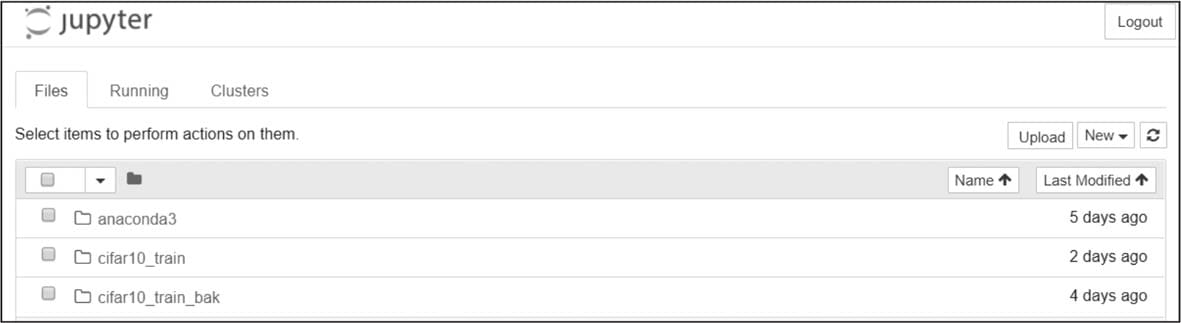 jupyter
Logout
Files Running Clusters
Select items to perform actions on them.
Upload New
Name Last Modified
anaconda3 5 days ago
cifar10_train 2 days ago
cifar10_train_bak 4 days ago